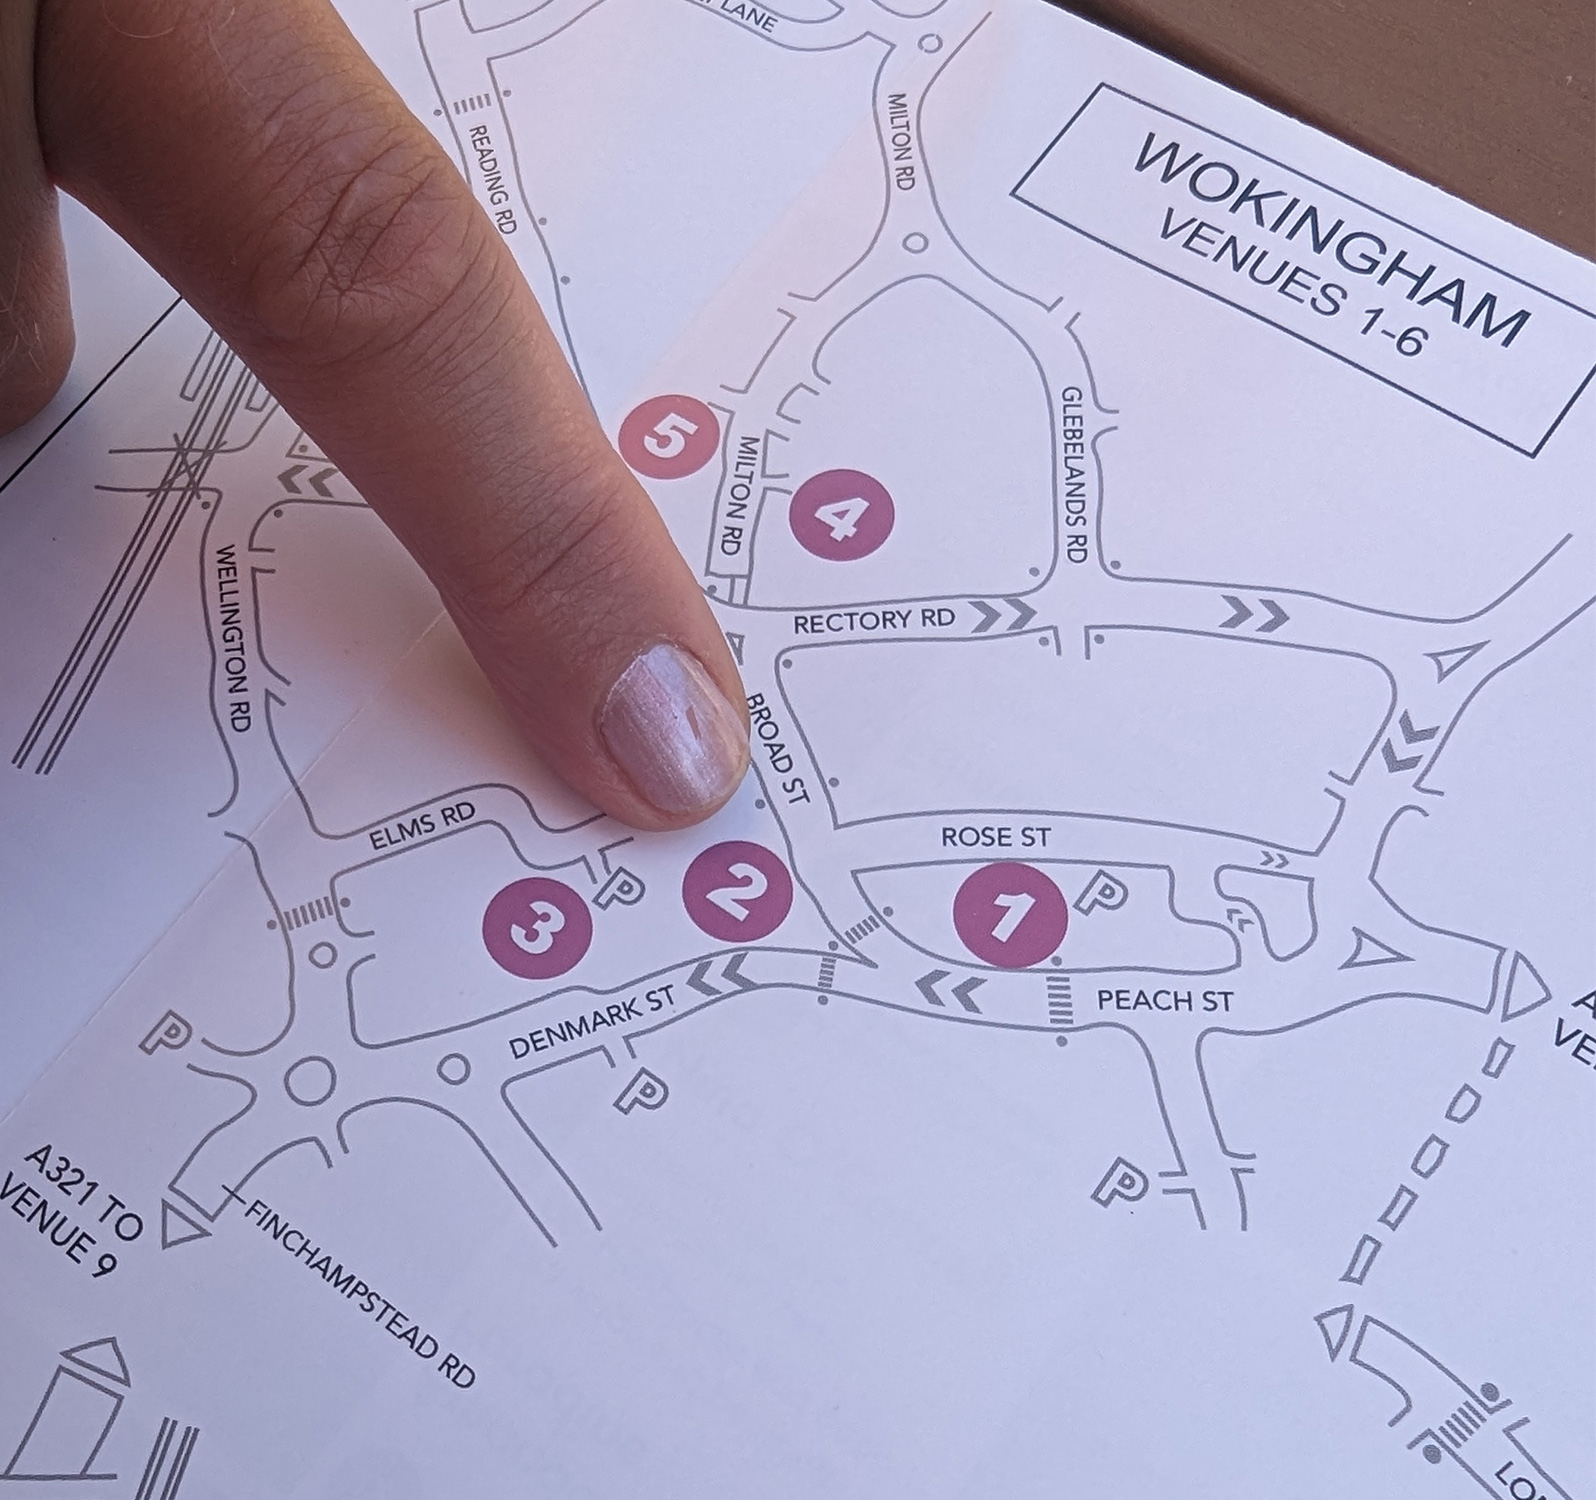 LANE
MILTON RD
READING RD
WOKINGHAM
VENUES 1-6
5
MILTON RD
4
GLEBELANDS RD
WELLINGTON RD
RECTORY RD
BROAD ST
ELMS RD
ROSE ST
3
P
2
1
P
DENMARK ST
PEACH ST
P
P
P
A321 TO
VENUE 9
FINCHAMPSTEAD RD